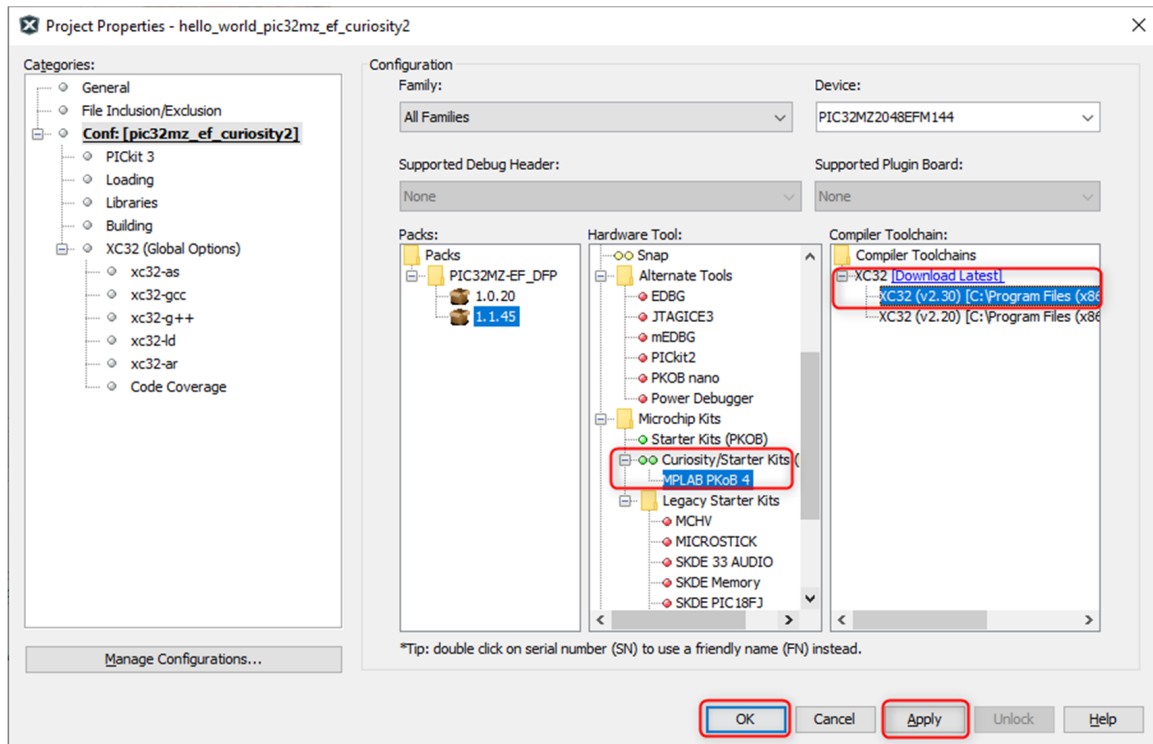 Project Properties - hello_world_pic32mz_ef_curiosity2
Categories:
General
File Inclusion/Exclusion
Conf: [pic32mz_ef_curiosity2]
PICkit 3
Loading
Libraries
Building
XC32 (Global Options)
xc32-as
xc32-gcc
xc32-g++
xc32-ld
xc32-ar
Code Coverage
Manage Configurations...
Configuration
Family:
All Families
Device:
PIC32MZ2048EFM144
Supported Debug Header:
None
Supported Plugin Board:
None
Packs:
Packs
PIC32MZ-EF_DFP
1.0.20
1.1.45
Hardware Tool:
Snap
Alternate Tools
EDBG
JTAGICE3
mEDBG
PICkit2
PKOB nano
Power Debugger
Microchip Kits
Starter Kits (PKOB)
Curiosity/Starter Kits (
MPLAB PKoB 4
Legacy Starter Kits
MCHV
MICROSTICK
SKDE 33 AUDIO
SKDE Memory
SKDE PIC18FJ
Compiler Toolchain:
Compiler Toolchains
XC32 [Download Latest]
XC32 (v2.30) [C:\Program Files (x86
XC32 (v2.20) [C:\Program Files (x86
*Tip: double click on serial number (SN) to use a friendly name (FN) instead.
OK
Cancel
Apply
Unlock
Help